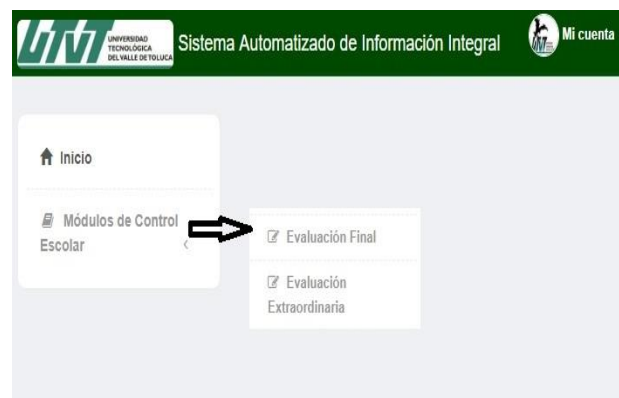 UTVT
UNIVERSIDAD
TECNOLÓGICA
DEL VALLE DE TOLUCA
Sistema Automatizado de Información Integral
Mi cuenta
Inicio
Módulos de Control
Escolar
Evaluación Final
Evaluación
Extraordinaria